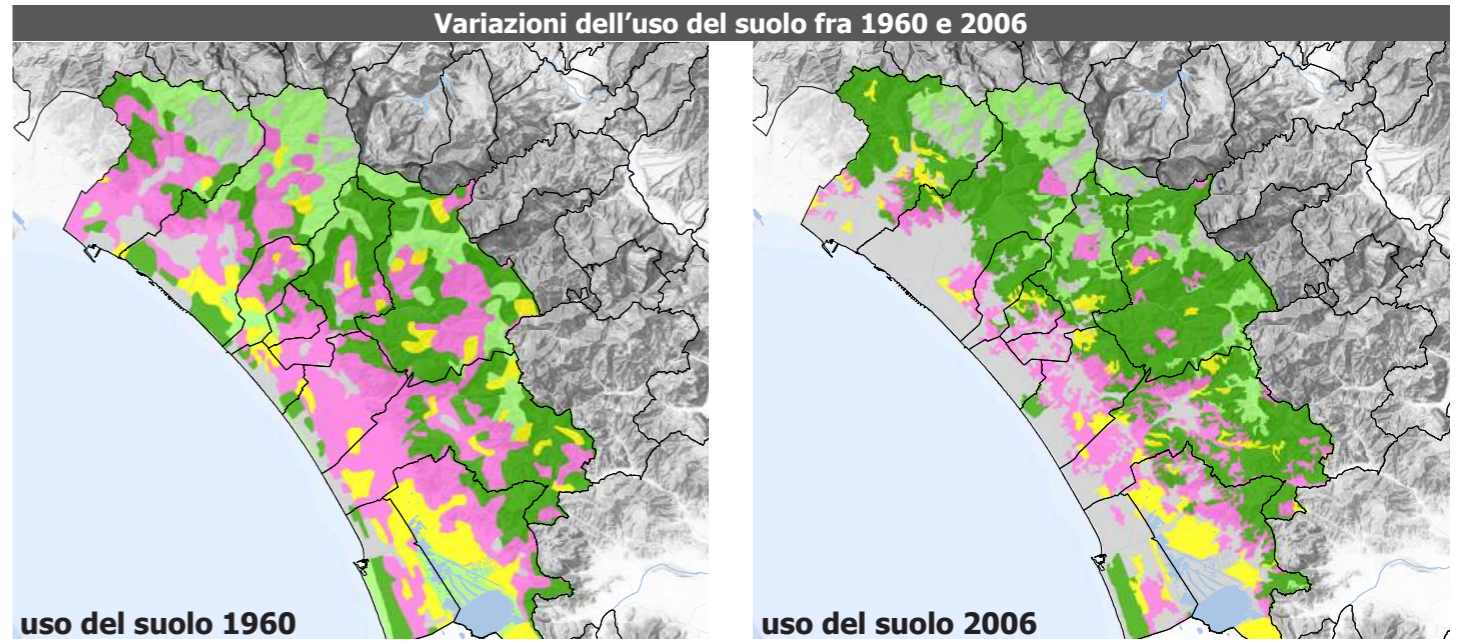 Variazioni dell’uso del suolo fra 1960 e 2006
uso del suolo 1960
uso del suolo 2006